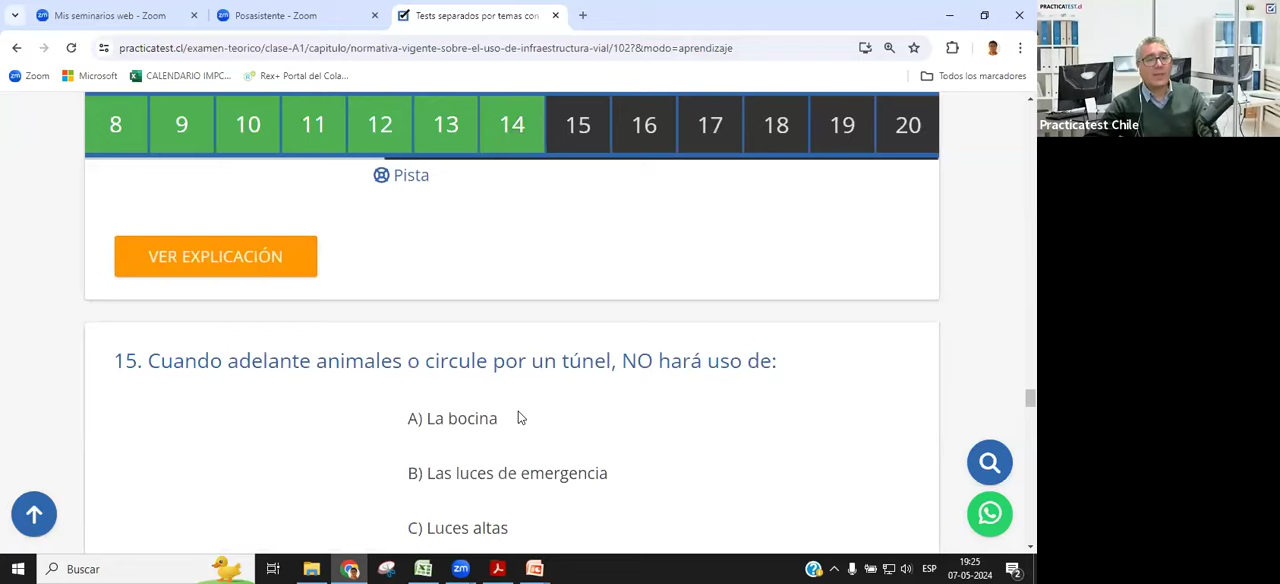 Mis seminarios web - Zoom
Posasistente - Zoom
Tests separados por temas con
practicatest.cl/examen-teorico/clase-A1/capitulo/normativa-vigente-sobre-el-uso-de-infraestructura-vial/102?&modo=aprendizaje
Zoom
Microsoft
CALENDARIO IMPC...
Rex+ Portal del Cola...
Todos los marcadores
PRACTICATEST.cl
Practicatest Chile
8 9 10 11 12 13 14 15 16 17 18 19 20
Pista
VER EXPLICACIÓN
15. Cuando adelante animales o circule por un túnel, NO hará uso de:
A) La bocina
B) Las luces de emergencia
C) Luces altas
Buscar
ESP
19:25
07-05-2024